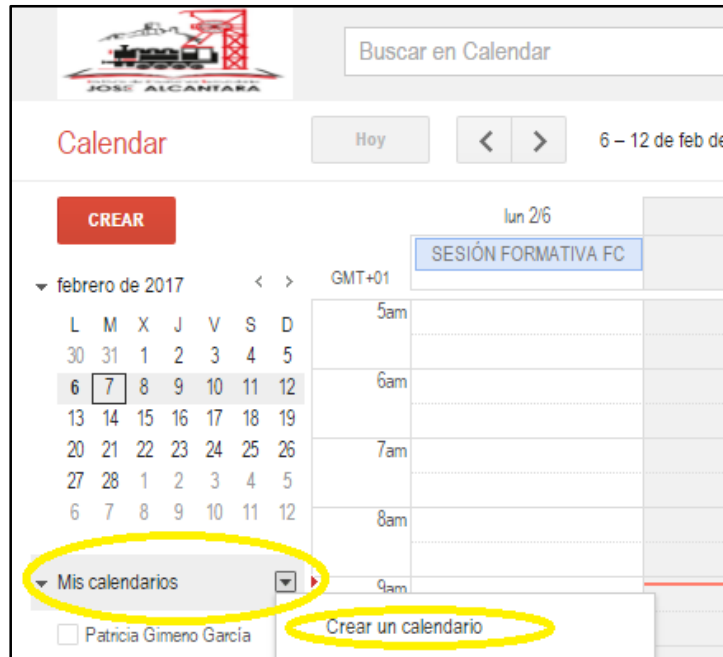 JOSÉ ALCANTARA
Buscar en Calendar
Calendar
Hoy
6 – 12 de feb de
CREAR
lun 2/6
SESIÓN FORMATIVA FC
GMT+01
febrero de 2017
L M X J V S D
30 31 1 2 3 4 5
6 7 8 9 10 11 12
13 14 15 16 17 18 19
20 21 22 23 24 25 26
27 28 1 2 3 4 5
6 7 8 9 10 11 12
5am
6am
7am
8am
9am
Mis calendarios
Crear un calendario
Patricia Gimeno García